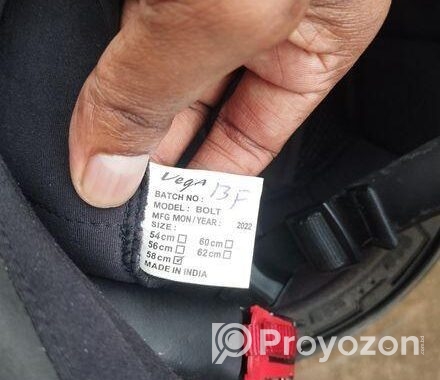 Vega
BATCH NO: 13F
MODEL: BOLT
MFG MON/YEAR: 2022
SIZE:
54cm 60cm
56cm 62cm
58cm ✓
MADE IN INDIA
Proyozon